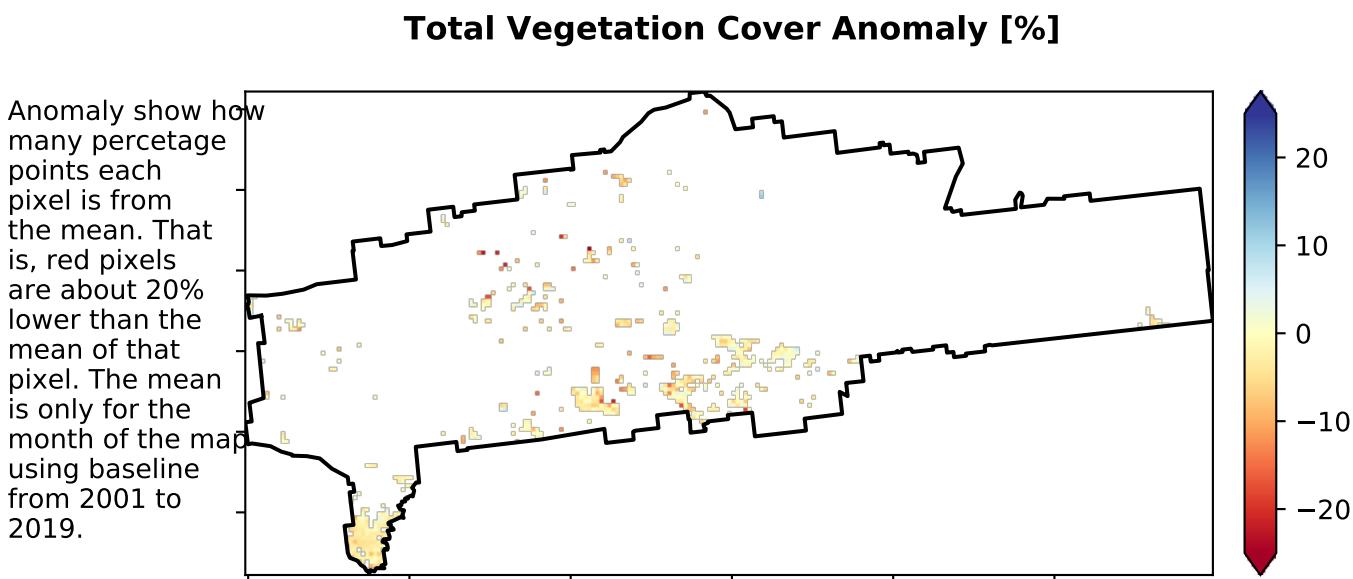 Total Vegetation Cover Anomaly [%]
Anomaly show how
many percetage
points each
pixel is from
the mean. That
is, red pixels
are about 20%
lower than the
mean of that
pixel. The mean
is only for the
month of the map
using baseline
from 2001 to
2019.
20
10
0
−10
−20